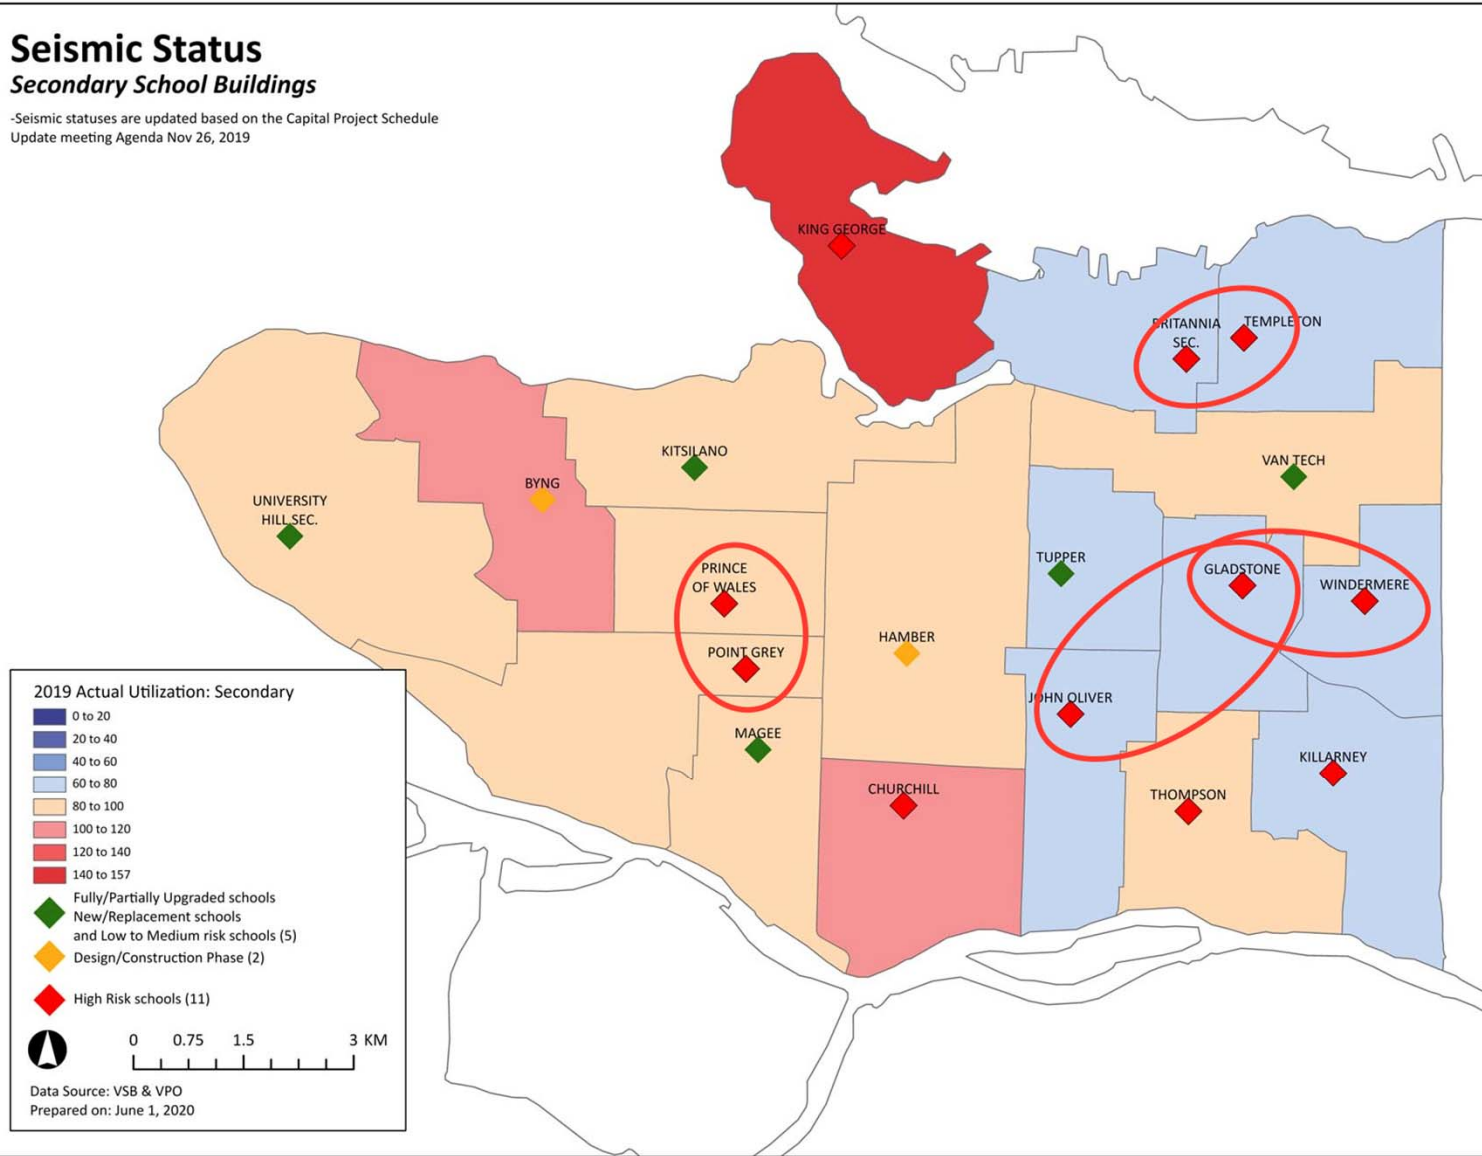 Seismic Status
Secondary School Buildings
-Seismic statuses are updated based on the Capital Project Schedule
Update meeting Agenda Nov 26, 2019
KING GEORGE
BRITANNIA
SEC.
TEMPLETON
KITSILANO
VAN TECH
BYNG
UNIVERSITY
HILL SEC.
TUPPER
PRINCE
OF WALES
GLADSTONE
WINDERMERE
HAMBER
POINT GREY
JOHN OLIVER
MAGEE
KILLARNEY
CHURCHILL
THOMPSON
2019 Actual Utilization: Secondary
0 to 20
20 to 40
40 to 60
60 to 80
80 to 100
100 to 120
120 to 140
140 to 157
Fully/Partially Upgraded schools
New/Replacement schools
and Low to Medium risk schools (5)
Design/Construction Phase (2)
High Risk schools (11)
0 0.75 1.5 3 KM
Data Source: VSB & VPO
Prepared on: June 1, 2020